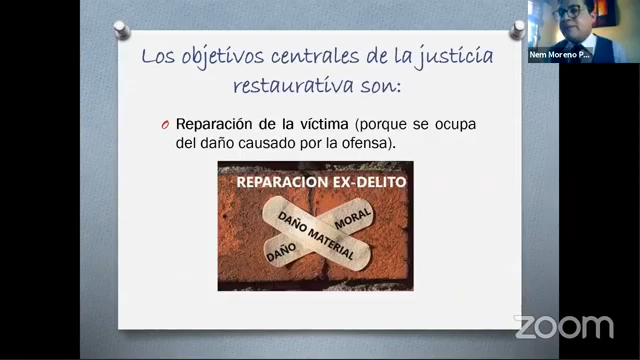 Los objetivos centrales de la justicia
restaurativa son:
Reparación de la víctima (porque se ocupa
del daño causado por la ofensa).
REPARACION EX-DELITO
DAÑO MATERIAL
DAÑO MORAL
Nem Moreno P...
zoom